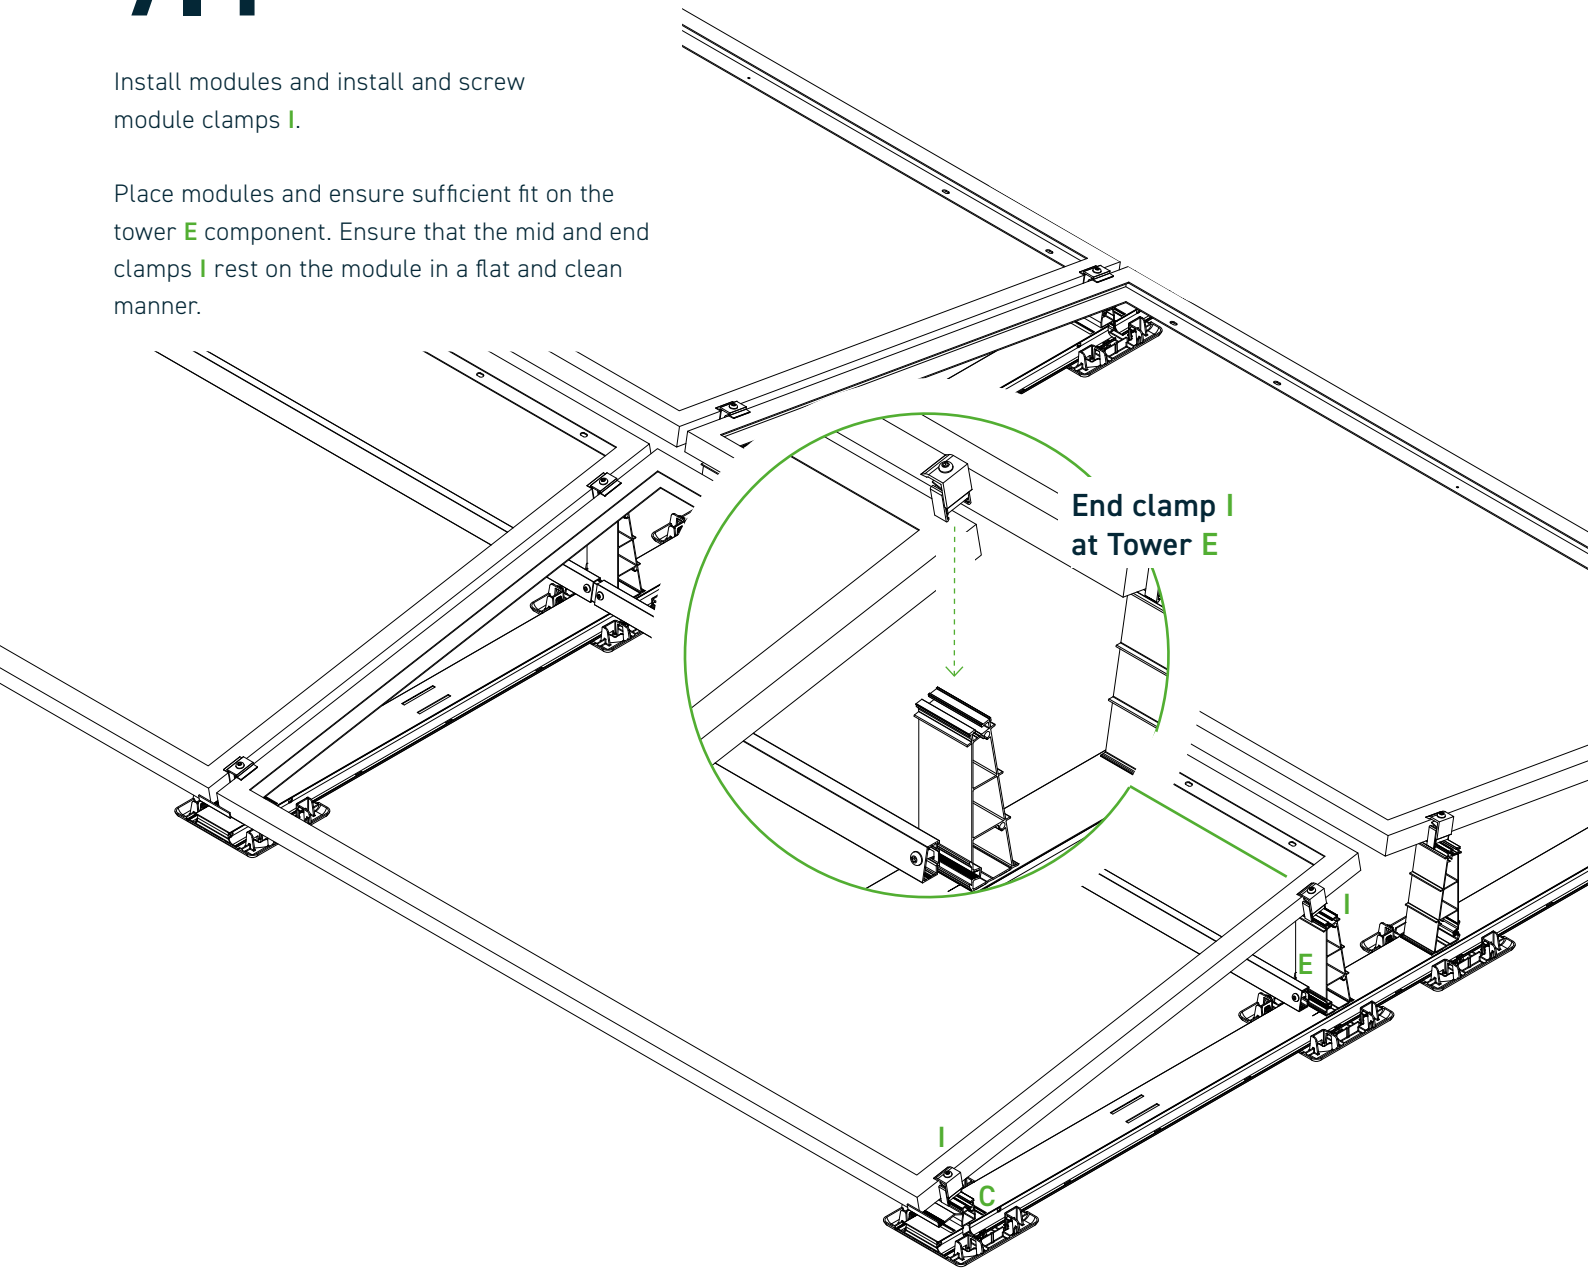 Install modules and install and screw
module clamps I.
Place modules and ensure sufficient fit on the
tower E component. Ensure that the mid and end
clamps I rest on the module in a flat and clean
manner.
End clamp I
at Tower E
I
E
I
C